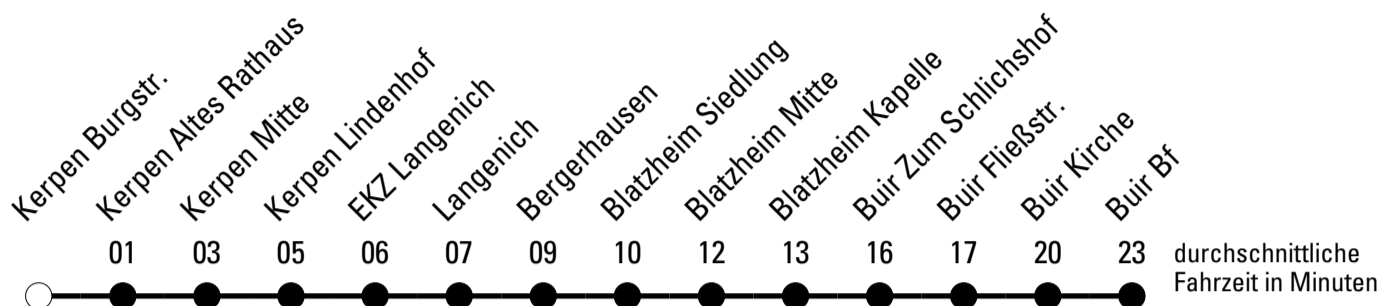 Kerpen Burgstr.
Kerpen Altes Rathaus
Kerpen Mitte
Kerpen Lindenhof
EKZ Langenich
Langenich
Bergerhausen
Blatzheim Siedlung
Blatzheim Mitte
Blatzheim Kapelle
Buir Zum Schlichshof
Buir Fließstr.
Buir Kirche
Buir Bf
01 03 05 06 07 09 10 12 13 16 17 20 23
durchschnittliche
Fahrzeit in Minuten